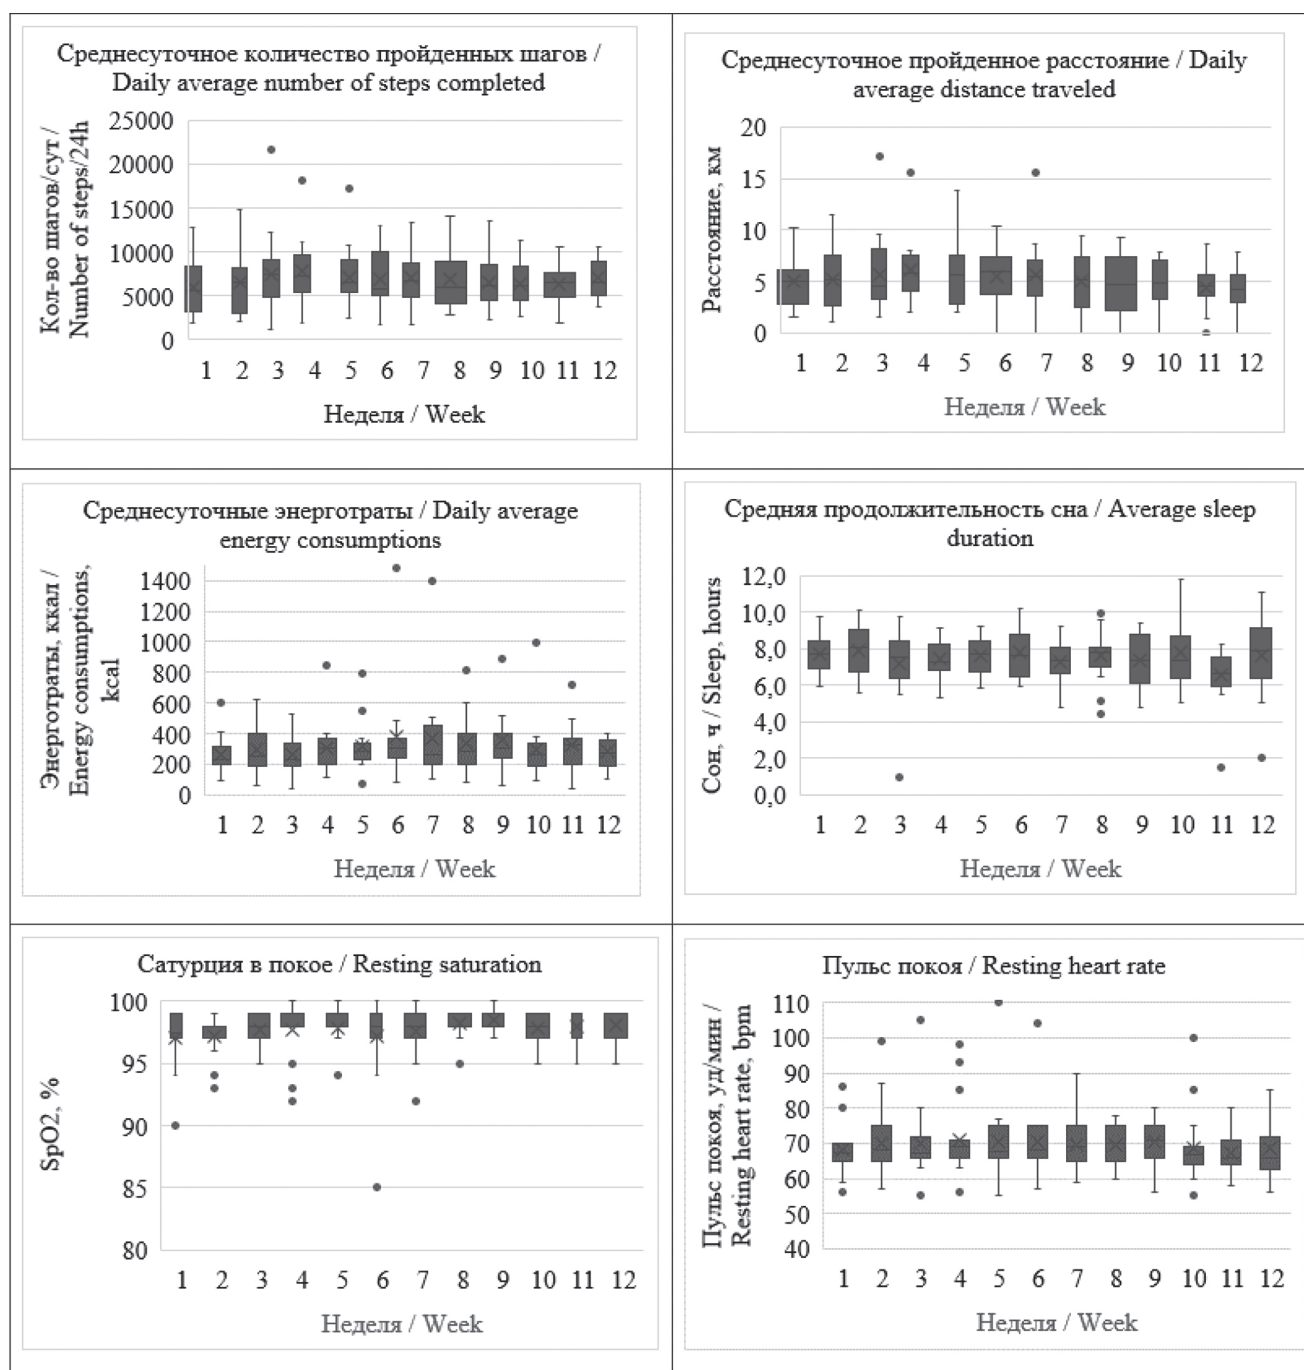 Среднесуточное количество пройденных шагов /
Daily average number of steps completed
Кол-во шагов/сут /
Number of steps/24h
25000
20000
15000
10000
5000
0
1 2 3 4 5 6 7 8 9 10 11 12
Неделя / Week
Среднесуточное пройденное расстояние / Daily
average distance traveled
Расстояние, км
20
15
10
5
0
1 2 3 4 5 6 7 8 9 10 11 12
Неделя / Week
Среднесуточные энерготраты / Daily average
energy consumptions
Энерготраты, ккал /
Energy consumptions,
kcal
1400
1200
1000
800
600
400
200
0
1 2 3 4 5 6 7 8 9 10 11 12
Неделя / Week
Средняя продолжительность сна / Average sleep
duration
Сон, ч / Sleep, hours
12,0
10,0
8,0
6,0
4,0
2,0
0,0
1 2 3 4 5 6 7 8 9 10 11 12
Неделя / Week
Сатурция в покое / Resting saturation
SpO2, %
100
95
90
85
80
1 2 3 4 5 6 7 8 9 10 11 12
Неделя / Week
Пульс покоя / Resting heart rate
Пульс покоя, уд/мин /
Resting heart rate, bpm
110
100
90
80
70
60
50
40
1 2 3 4 5 6 7 8 9 10 11 12
Неделя / Week